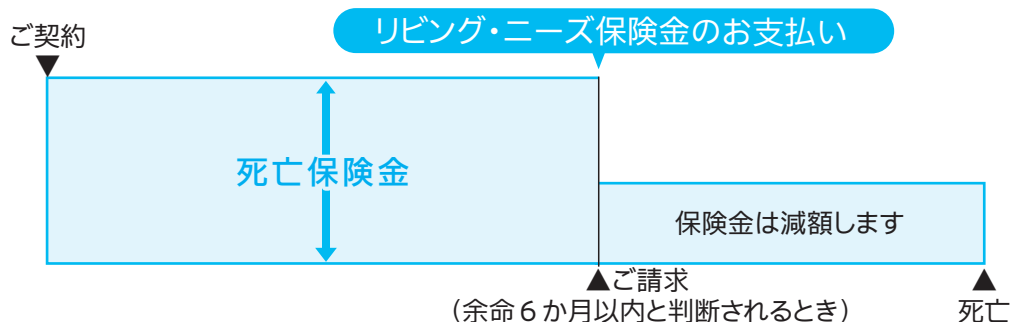 ご契約
リビング・ニーズ保険金のお支払い
▼
死亡保険金
保険金は減額します
▲ご請求
(余命6か月以内と判断されるとき)
▲
死亡